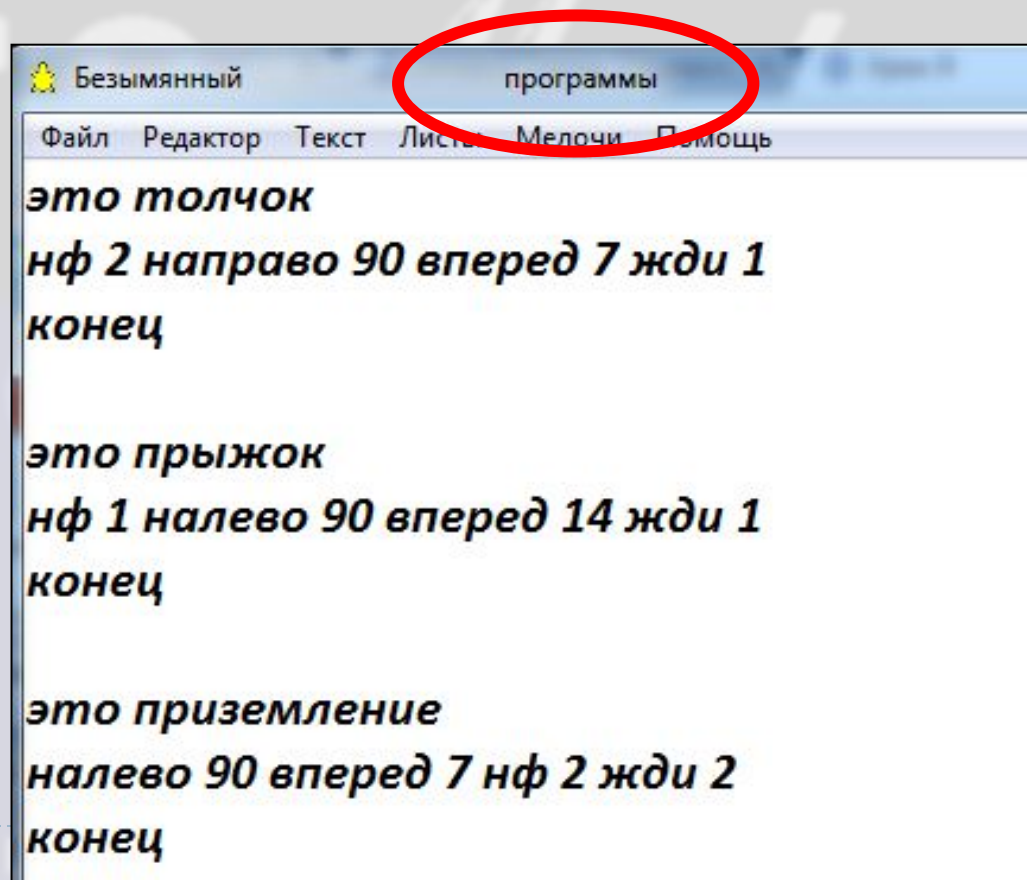 Безымянный программы
Файл Редактор Текст Листы Мелочи Помощь
это толчок
нф 2 направо 90 вперед 7 жди 1
конец
это прыжок
нф 1 налево 90 вперед 14 жди 1
конец
это приземление
налево 90 вперед 7 нф 2 жди 2
конец